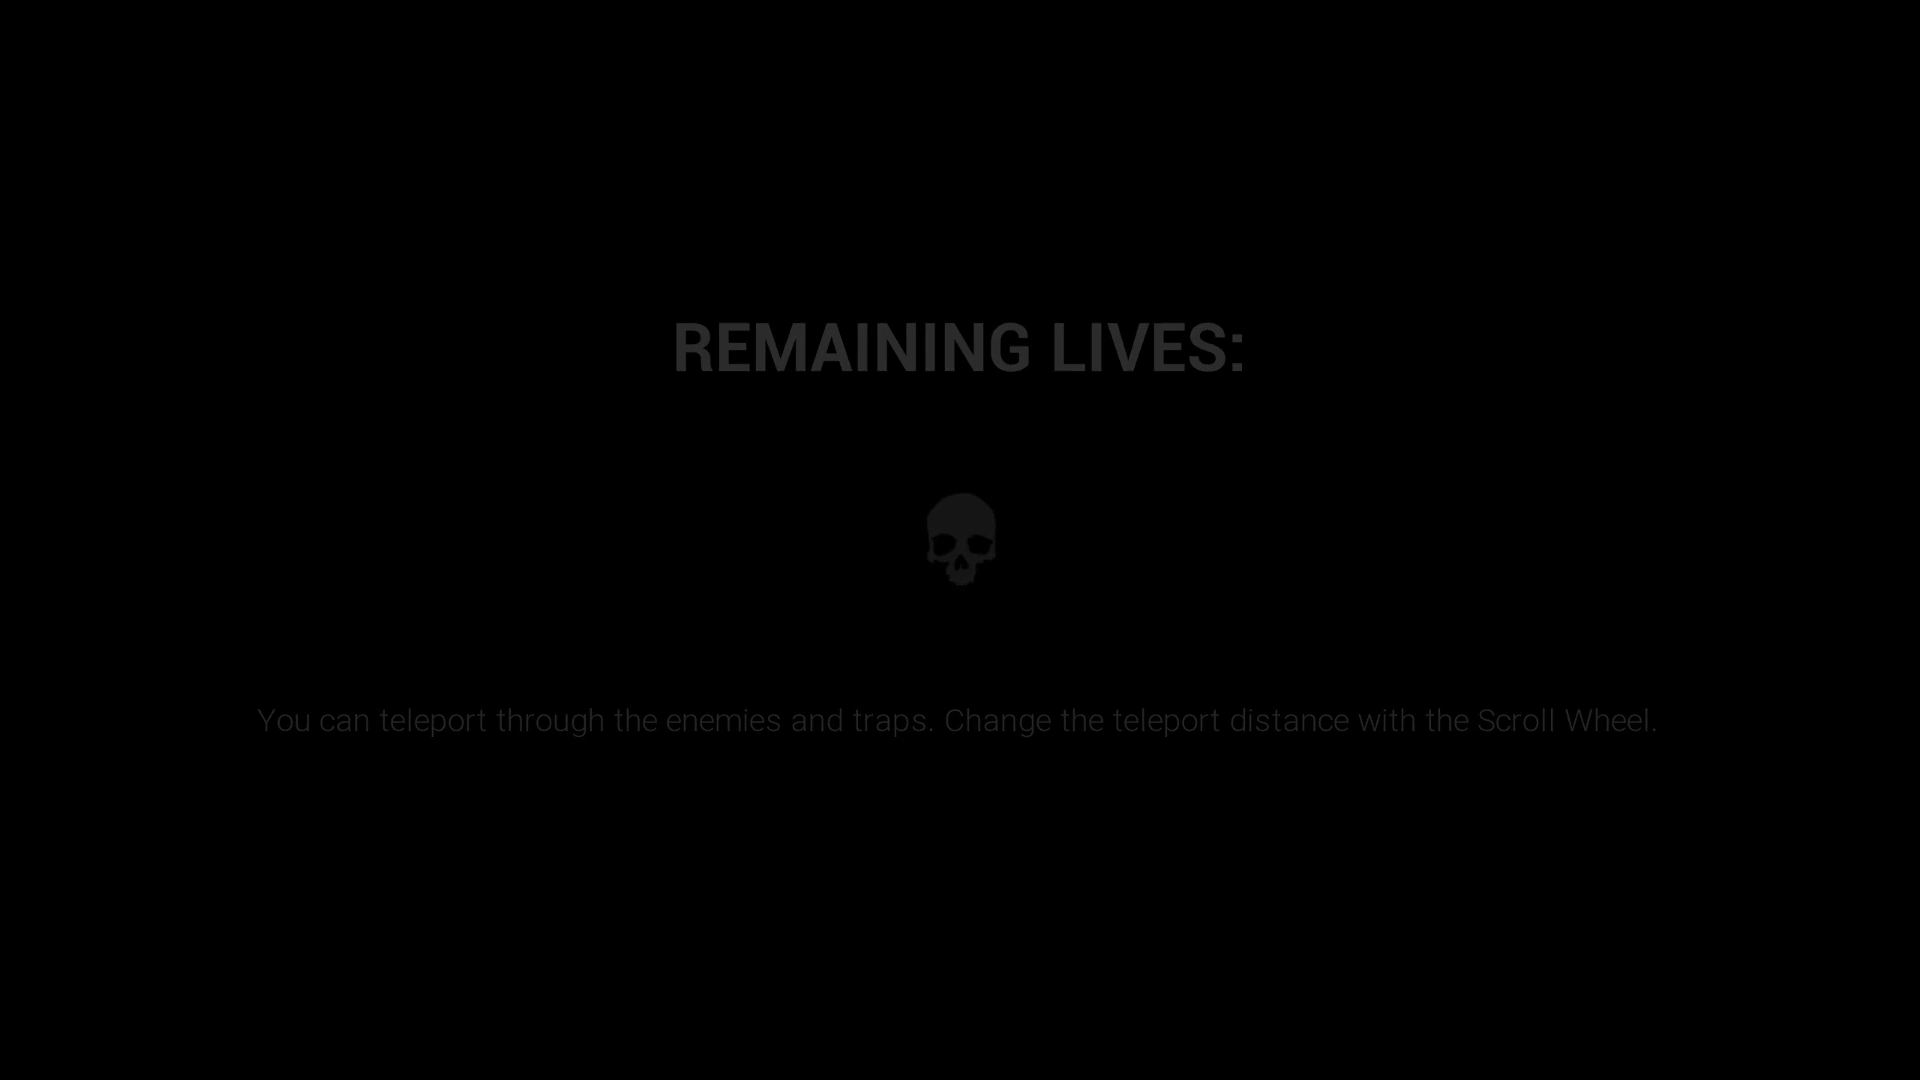 REMAINING LIVES:
You can teleport through the enemies and traps. Change the teleport distance with the Scroll Wheel.